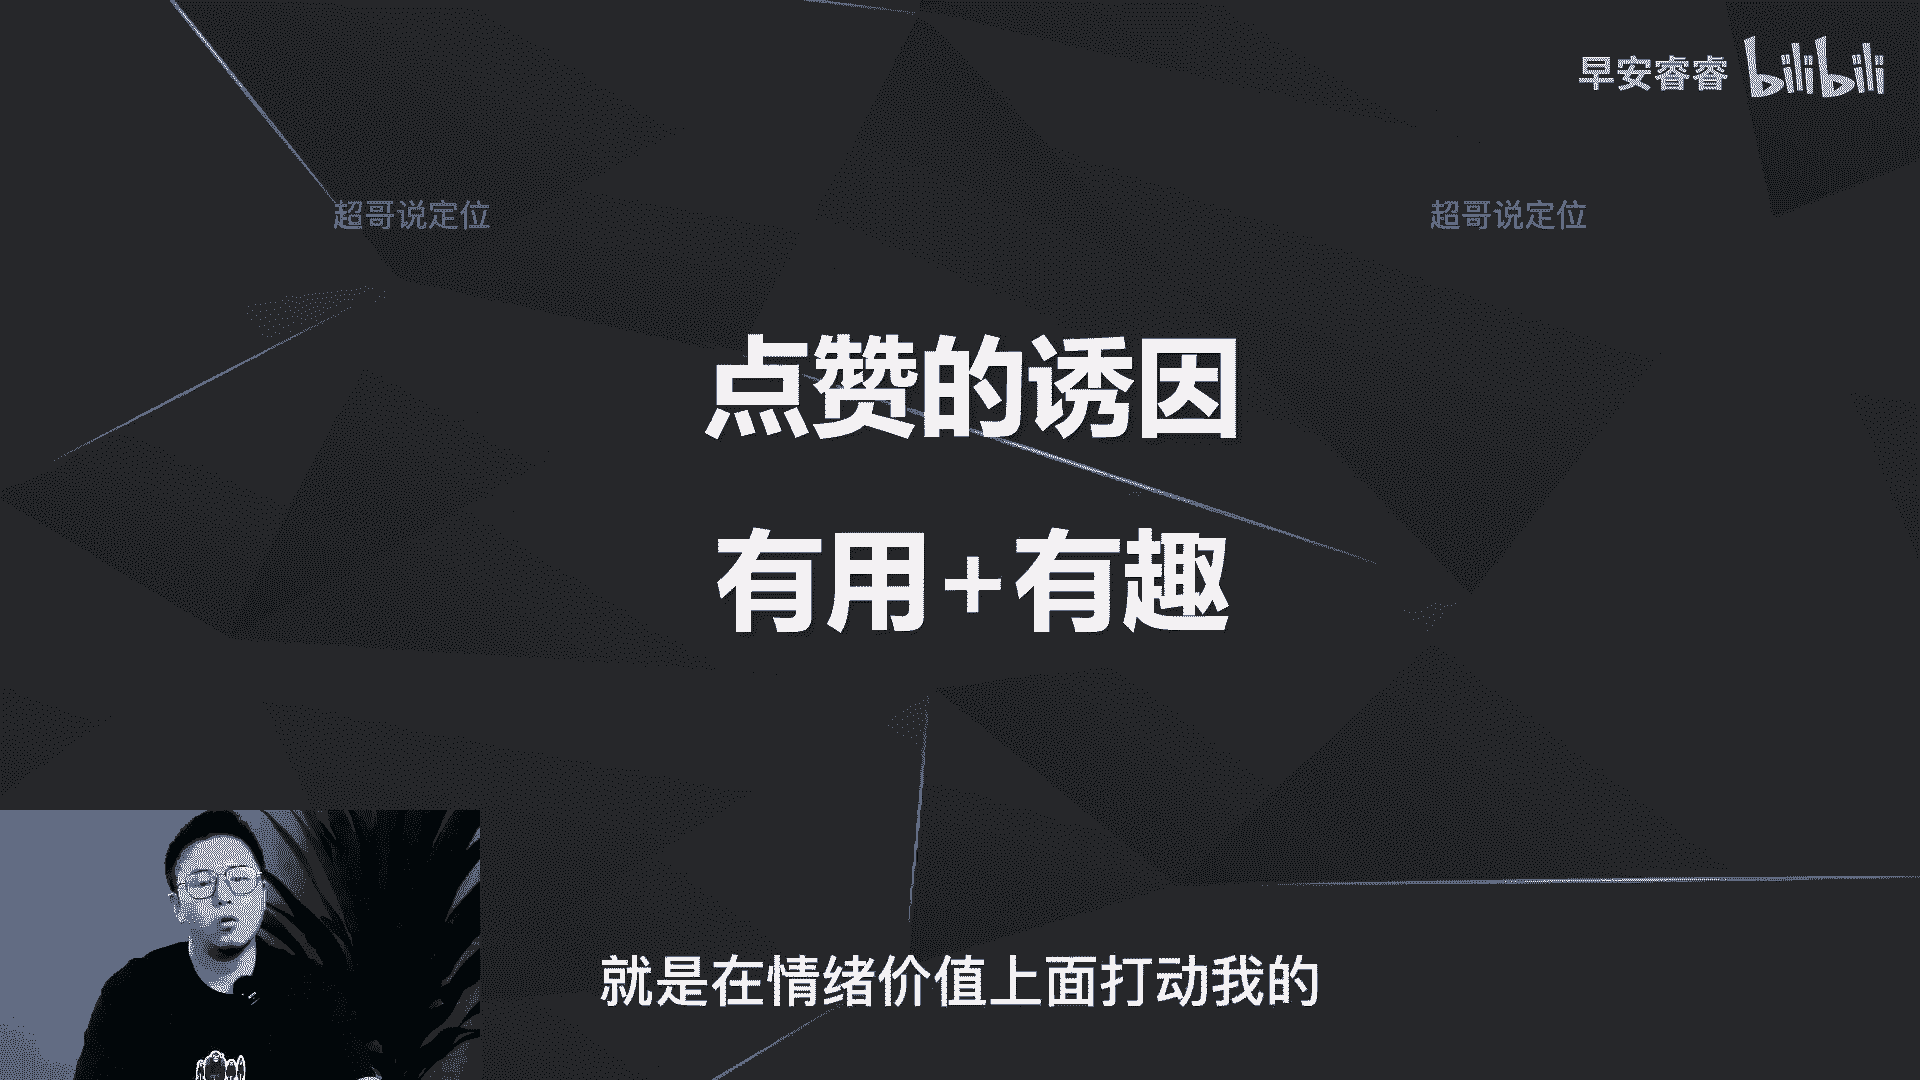 早安睿睿 bilibili
超哥说定位 超哥说定位
点赞的诱因
有用+有趣
就是在情绪价值上面打动我的